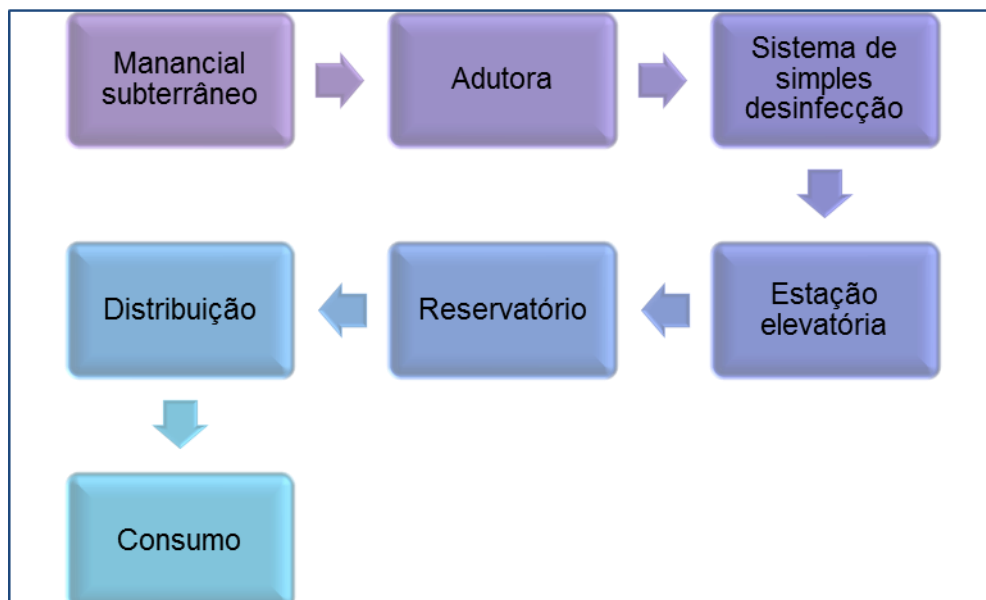 Manancial
subterrâneo
Adutora
Sistema de
simples
desinfecção
Estação
elevatória
Reservatório
Distribuição
Consumo